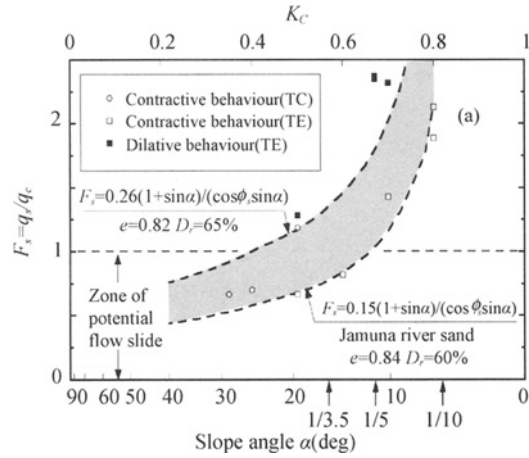 K_C
0 0.2 0.4 0.6 0.8 1
Contractive behaviour(TC)
Contractive behaviour(TE)
Dilative behaviour(TE)
(a)
F_s=0.26(1+sinα)/(cosϕ_s sinα)
e=0.82 D_r=65%
F_s=q_s/q_c
2
1
0
Zone of
potential
flow slide
F_s=0.15(1+sinα)/(cosϕ_s sinα)
Jamuna river sand
e=0.84 D_r=60%
90 60 50 40 30 20 10 0
1/3.5 1/5 1/10
Slope angle α(deg)